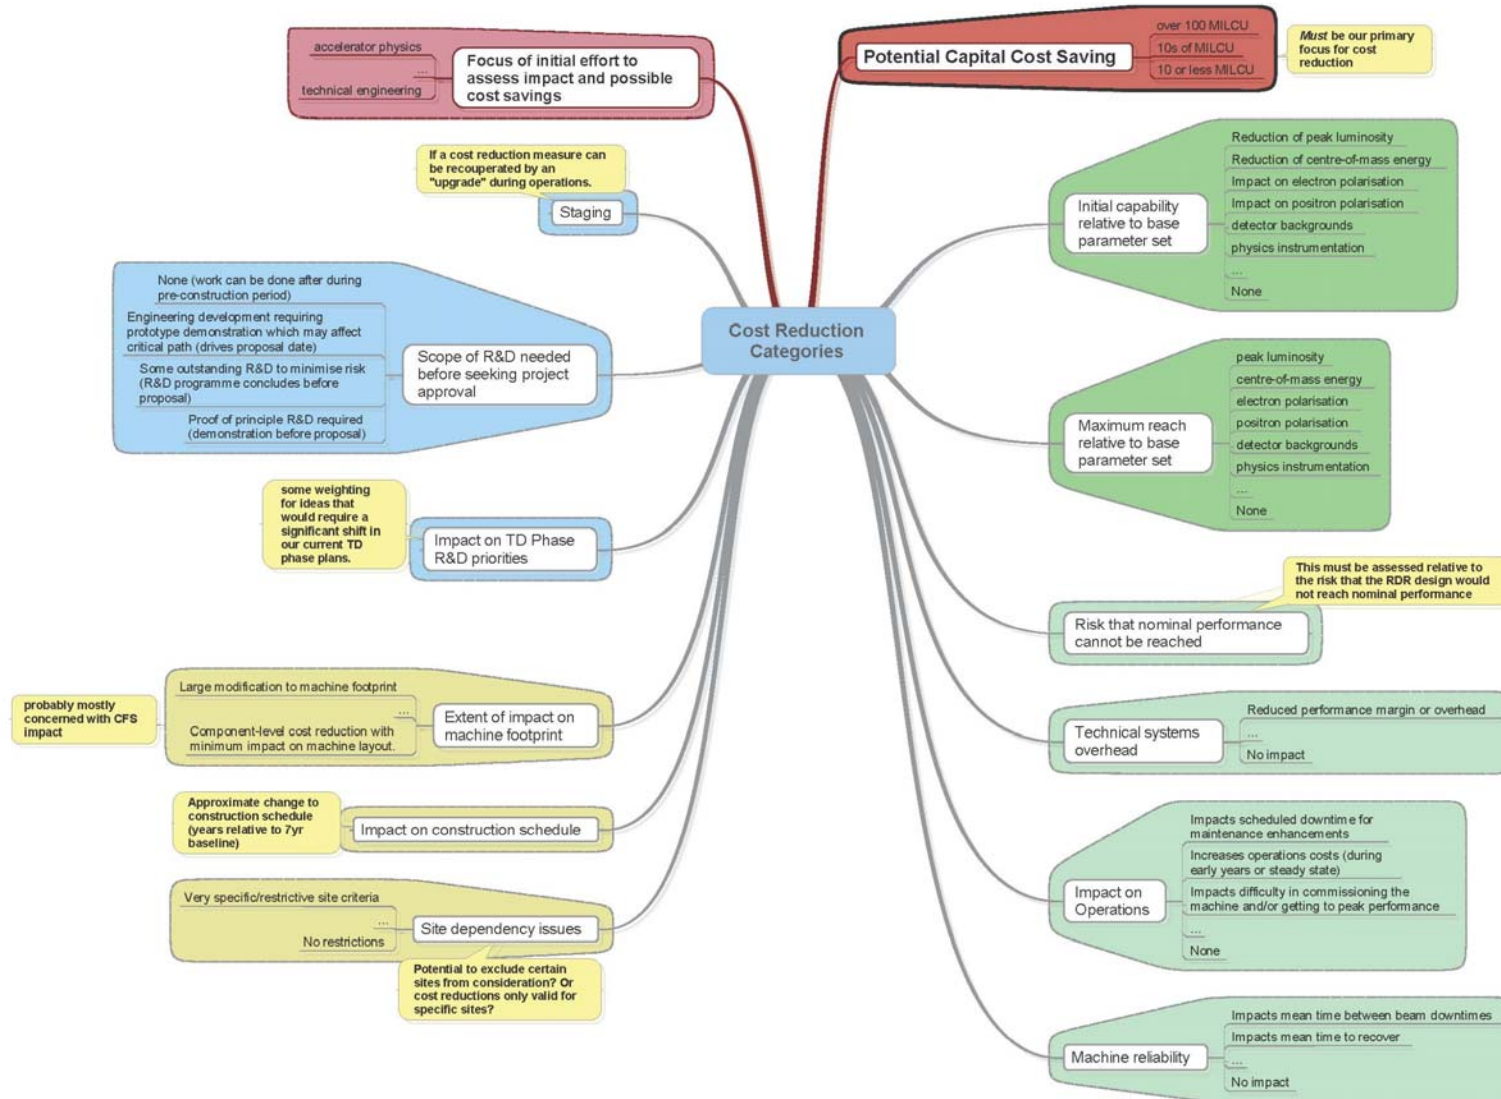 accelerator physics
...
technical engineering
Focus of initial effort to
assess impact and possible
cost savings
Potential Capital Cost Saving
over 100 MILCU
10s of MILCU
10 or less MILCU
Must be our primary
focus for cost
reduction
If a cost reduction measure can
be recouperated by an
"upgrade" during operations.
Staging
None (work can be done after during
pre-construction period)
Engineering development requiring
prototype demonstration which may affect
critical path (drives proposal date)
Some outstanding R&D to minimise risk
(R&D programme concludes before
proposal)
Proof of principle R&D required
(demonstration before proposal)
Scope of R&D needed
before seeking project
approval
some weighting
for ideas that
would require a
significant shift in
our current TD
phase plans.
Impact on TD Phase
R&D priorities
Cost Reduction
Categories
Initial capability
relative to base
parameter set
Reduction of peak luminosity
Reduction of centre-of-mass energy
Impact on electron polarisation
Impact on positron polarisation
detector backgrounds
physics instrumentation
...
None
Maximum reach
relative to base
parameter set
peak luminosity
centre-of-mass energy
electron polarisation
positron polarisation
detector backgrounds
physics instrumentation
...
None
This must be assessed relative to
the risk that the RDR design would
not reach nominal performance
Risk that nominal performance
cannot be reached
probably mostly
concerned with CFS
impact
Large modification to machine footprint
...
Component-level cost reduction with
minimum impact on machine layout.
Extent of impact on
machine footprint
Technical systems
overhead
Reduced performance margin or overhead
...
No impact
Approximate change to
construction schedule
(years relative to 7yr
baseline)
Impact on construction schedule
Very specific/restrictive site criteria
...
No restrictions
Site dependency issues
Potential to exclude certain
sites from consideration? Or
cost reductions only valid for
specific sites?
Impact on
Operations
Impacts scheduled downtime for
maintenance enhancements
Increases operations costs (during
early years or steady state)
Impacts difficulty in commissioning the
machine and/or getting to peak performance
...
None
Machine reliability
Impacts mean time between beam downtimes
Impacts mean time to recover
...
No impact